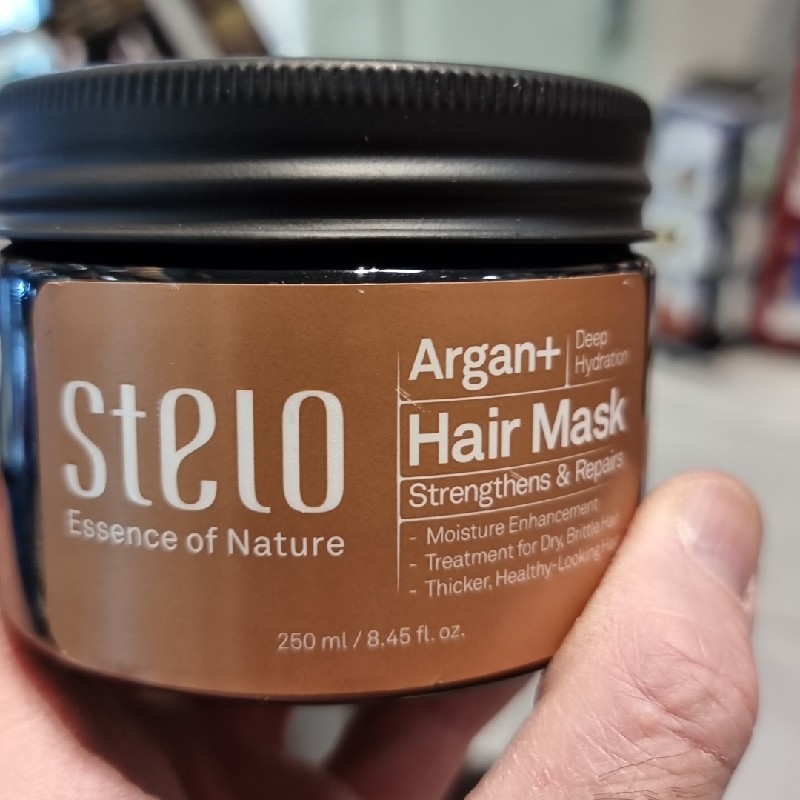 stelo
Essence of Nature
Argan+
Deep
Hydration
Hair Mask
Strengthens & Repairs
- Moisture Enhancement
- Treatment for Dry, Brittle Hair
- Thicker, Healthy-Looking
250 ml / 8.45 fl. oz.